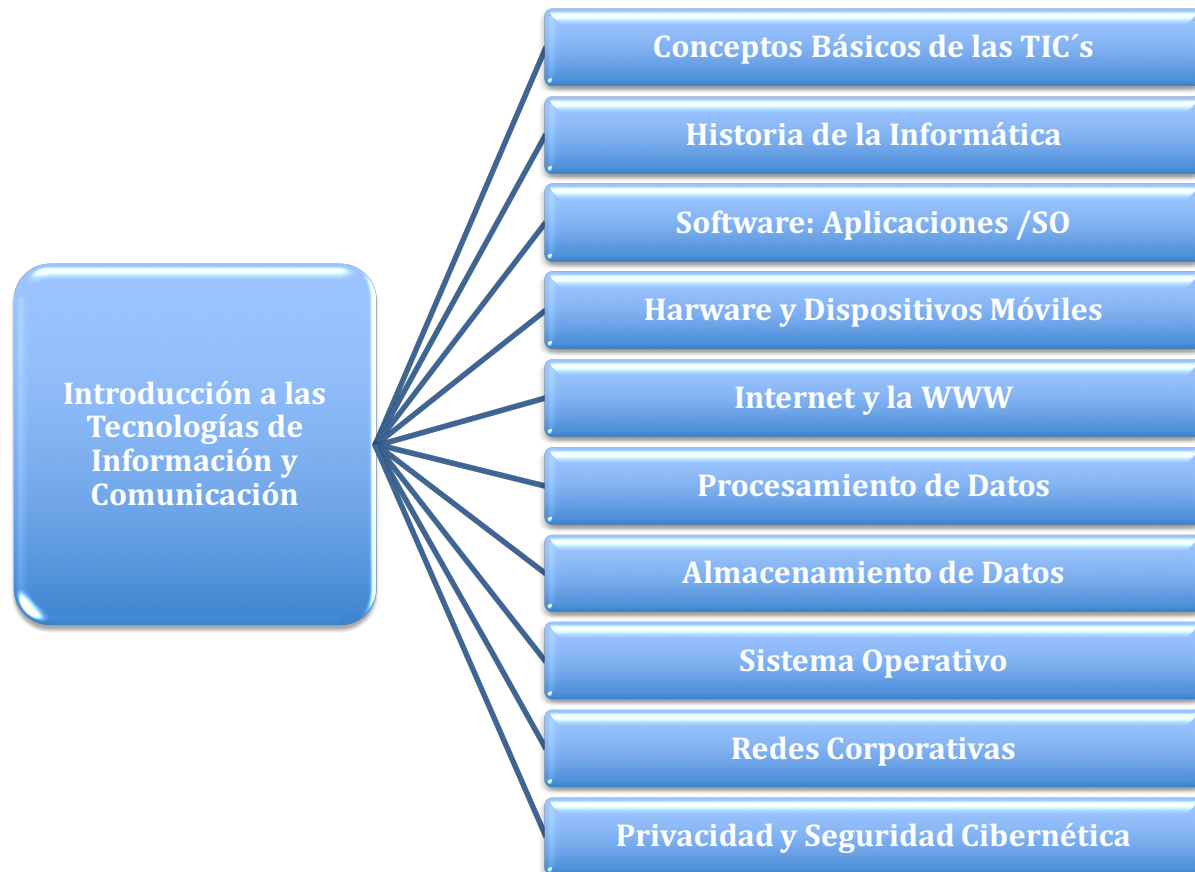 Introducción a las
Tecnologías de
Información y
Comunicación
Conceptos Básicos de las TIC´s
Historia de la Informática
Software: Aplicaciones /SO
Harware y Dispositivos Móviles
Internet y la WWW
Procesamiento de Datos
Almacenamiento de Datos
Sistema Operativo
Redes Corporativas
Privacidad y Seguridad Cibernética